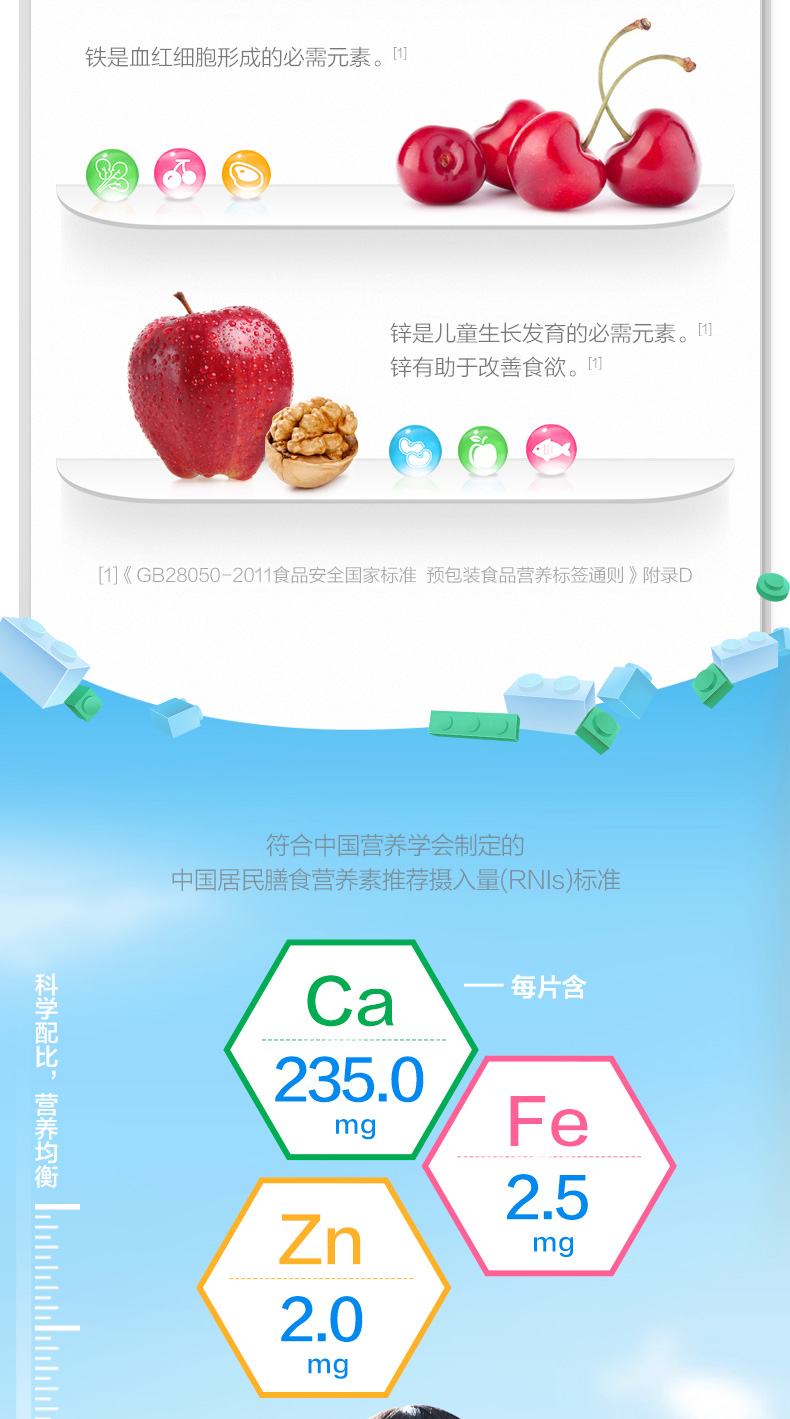 铁是血红细胞形成的必需元素。[1]
锌是儿童生长发育的必需元素。[1]
锌有助于改善食欲。[1]
[1]《GB28050-2011食品安全国家标准 预包装食品营养标签通则》附录D
符合中国营养学会制定的
中国居民膳食营养素推荐摄入量(RNIs)标准
科学配比，营养均衡
Ca
235.0
mg
每片含
Fe
2.5
mg
Zn
2.0
mg